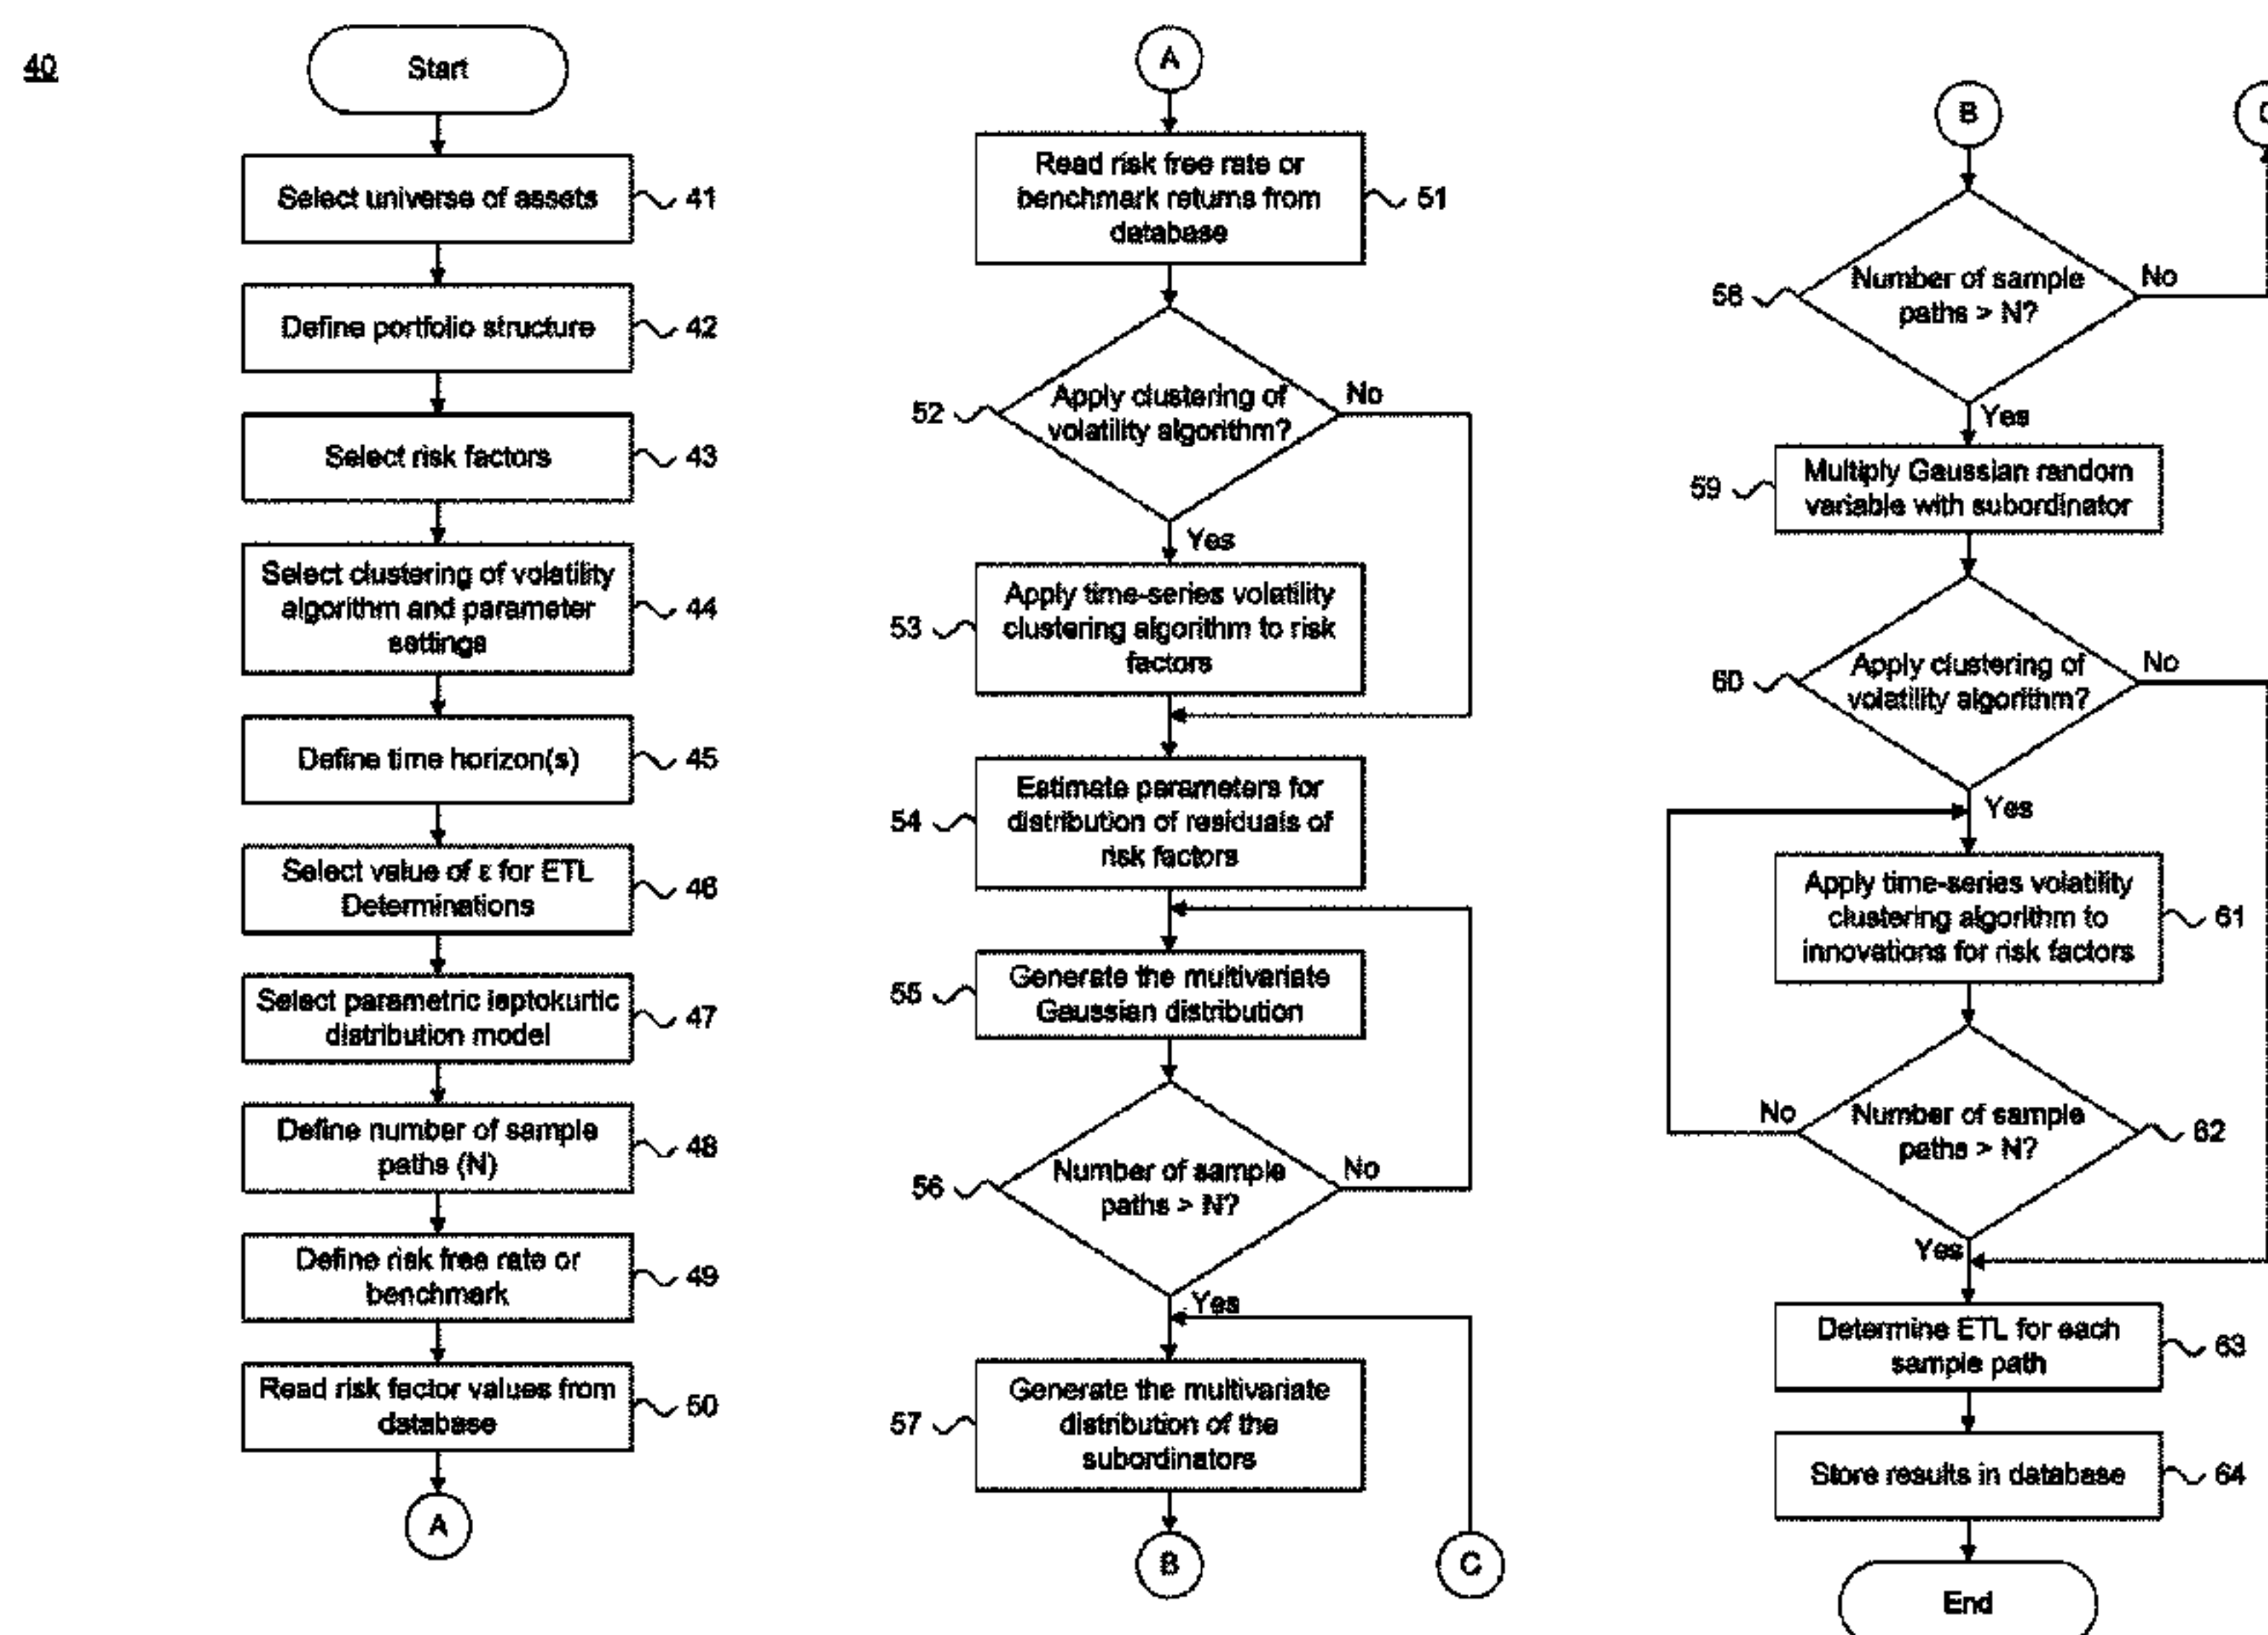 40
Start
Select universe of assets
41
Define portfolio structure
42
Select risk factors
43
Select clustering of volatility
algorithm and parameter
settings
44
Define time horizon(s)
45
Select value of ε for ETL
Determinations
46
Select parametric leptokurtic
distribution model
47
Define number of sample
paths (N)
48
Define risk free rate or
benchmark
49
Read risk factor values from
database
50
A
A
Read risk free rate or
benchmark returns from
database
51
Apply clustering of
volatility algorithm?
52
No
Yes
Apply time-series volatility
clustering algorithm to risk
factors
53
Estimate parameters for
distribution of residuals of
risk factors
54
Generate the multivariate
Gaussian distribution
55
Number of sample
paths > N?
56
No
Yes
Generate the multivariate
distribution of the
subordinators
57
B
C
B
Number of sample
paths > N?
58
No
Yes
Multiply Gaussian random
variable with subordinator
59
Apply clustering of
volatility algorithm?
60
No
Yes
Apply time-series volatility
clustering algorithm to
innovations for risk factors
61
Number of sample
paths > N?
62
No
Yes
Determine ETL for each
sample path
63
Store results in database
64
End